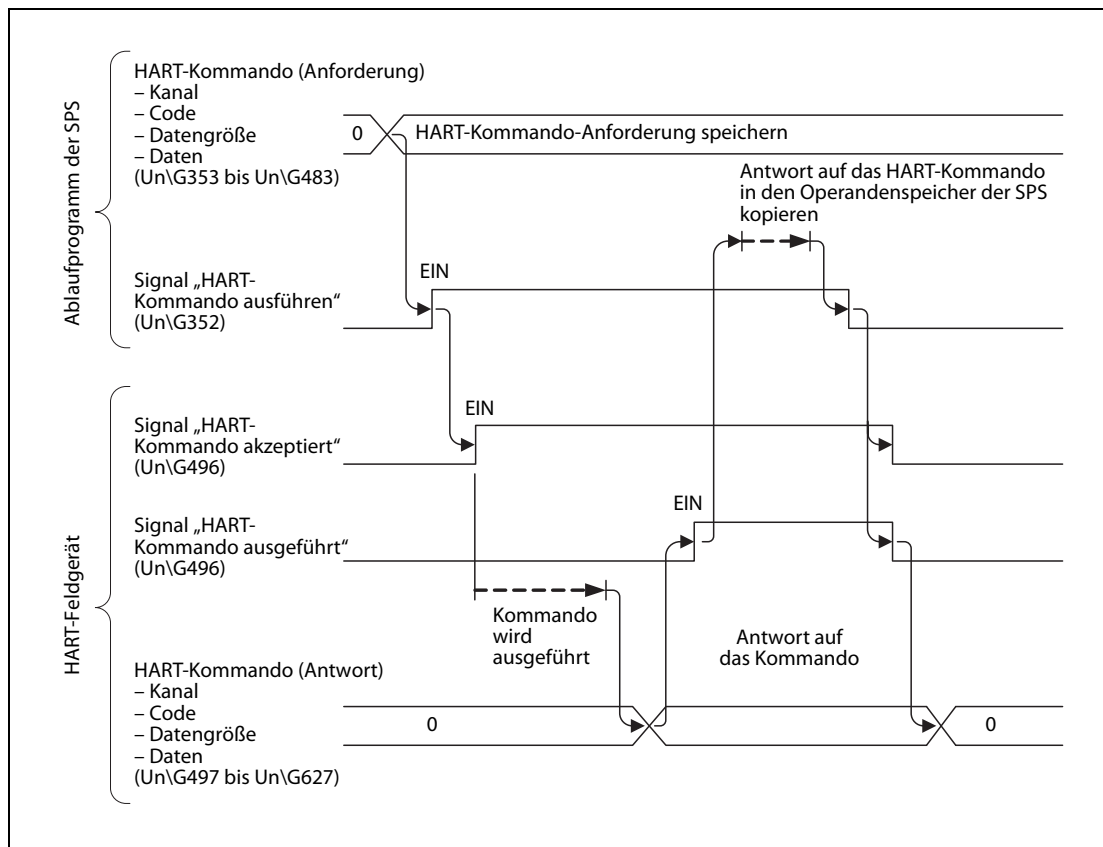 Ablaufprogramm der SPS
HART-Kommando (Anforderung)
– Kanal
– Code
– Datengröße
– Daten
(Un\G353 bis Un\G483)
0
HART-Kommando-Anforderung speichern
Antwort auf das HART-Kommando
in den Operandenspeicher der SPS
kopieren
Signal „HART-
Kommando ausführen“
(Un\G352)
EIN
HART-Feldgerät
Signal „HART-
Kommando akzeptiert“
(Un\G496)
EIN
Signal „HART-
Kommando ausgeführt“
(Un\G496)
EIN
Kommando
wird
ausgeführt
Antwort auf
das Kommando
HART-Kommando (Antwort)
– Kanal
– Code
– Datengröße
– Daten
(Un\G497 bis Un\G627)
0
0